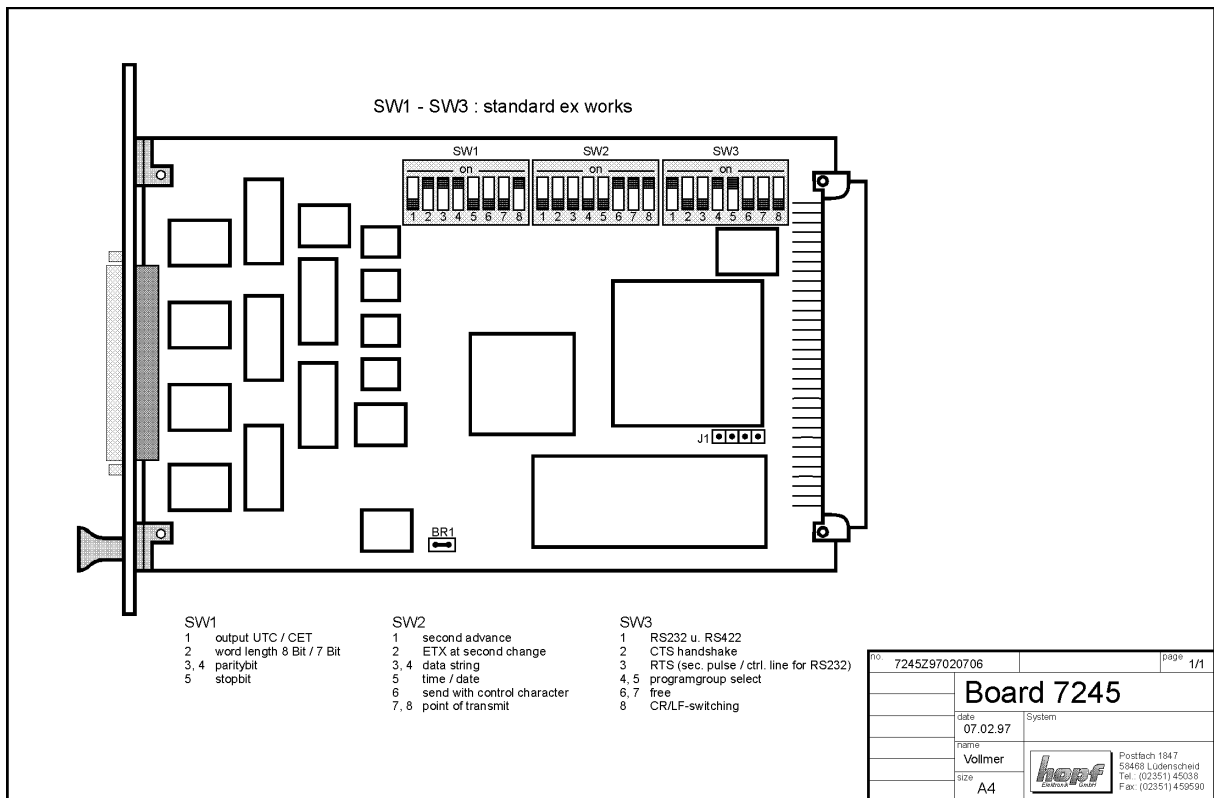 SW1 - SW3 : standard ex works
SW1 SW2 SW3
on on on
1 2 3 4 5 6 7 8 1 2 3 4 5 6 7 8 1 2 3 4 5 6 7 8
J1
BR1
SW1
1 output UTC / CET
2 word length 8 Bit / 7 Bit
3, 4 paritybit
5 stopbit
SW2
1 second advance
2 ETX at second change
3, 4 data string
5 time / date
6 send with control character
7, 8 point of transmit
SW3
1 RS232 u. RS422
2 CTS handshake
3 RTS (sec. pulse / ctrl. line for RS232)
4, 5 programgroup select
6, 7 free
8 CR/LF-switching
no. 7245Z97020706 page 1/1
Board 7245
date 07.02.97 System
name Vollmer
size A4
hopf
Elektronik GmbH
Postfach 1847
58468 Lüdenscheid
Tel.: (02351) 45038
Fax: (02351) 459590